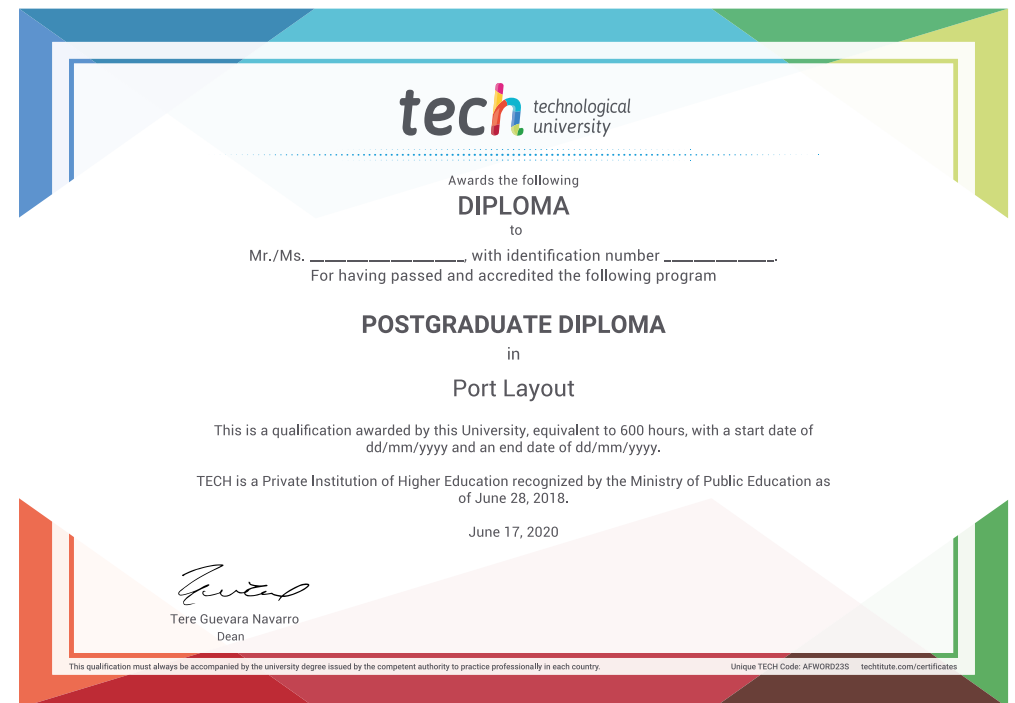 tech technological
university
Awards the following
DIPLOMA
to
Mr./Ms. _________________, with identification number ____________.
For having passed and accredited the following program
POSTGRADUATE DIPLOMA
in
Port Layout
This is a qualification awarded by this University, equivalent to 600 hours, with a start date of
dd/mm/yyyy and an end date of dd/mm/yyyy.
TECH is a Private Institution of Higher Education recognized by the Ministry of Public Education as
of June 28, 2018.
June 17, 2020
Tere Guevara Navarro
Dean
This qualification must always be accompanied by the university degree issued by the competent authority to practice professionally in each country.
Unique TECH Code: AFWORD23S techtitute.com/certificates